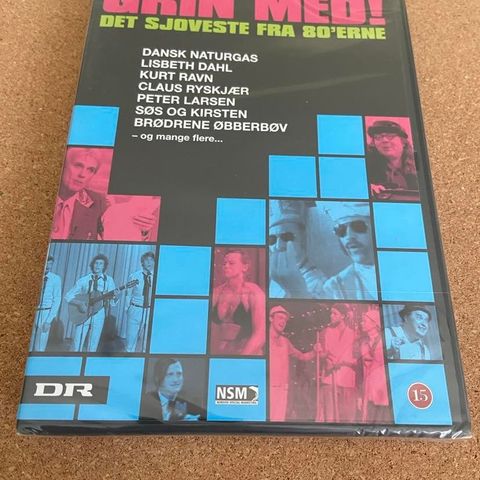 GRIN MED!
DET SJOVESTE FRA 80'ERNE
DANSK NATURGAS
LISBETH DAHL
KURT RAVN
CLAUS RYSKJÆR
PETER LARSEN
SØS OG KIRSTEN
BRØDRENE ØBBERBØV
– og mange flere...
DR
NSM
15